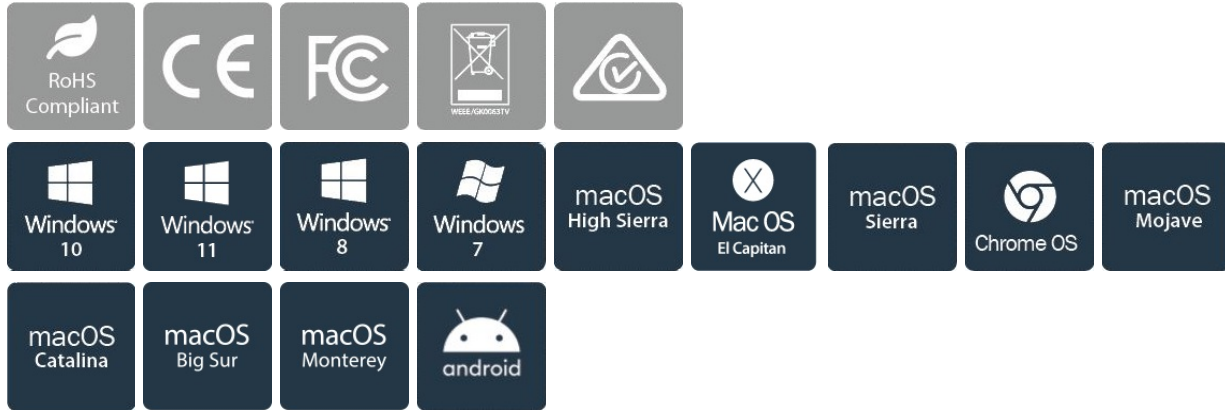 RoHS
Compliant
CE
FC
WEEE/GK0063TV
Windows
10
Windows
11
Windows
8
Windows
7
macOS
High Sierra
X
Mac OS
El Capitan
macOS
Sierra
Chrome OS
macOS
Mojave
macOS
Catalina
macOS
Big Sur
macOS
Monterey
android